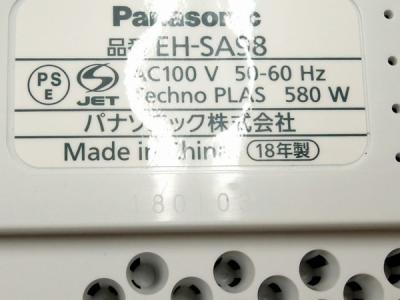 Panasonic
品番 EH-SA98
PS
E
JET
AC100 V 50-60 Hz
Techno PLAS 580 W
パナソニック株式会社
Made in China 18年製